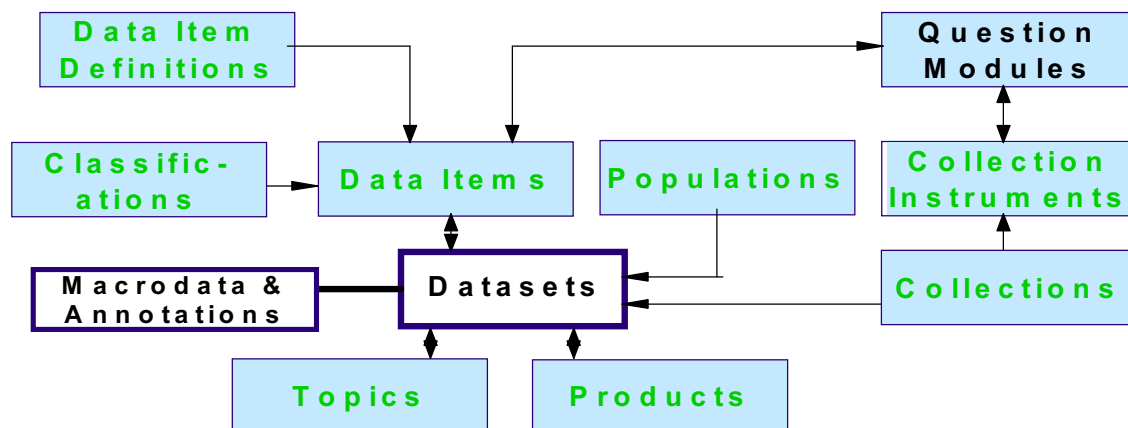 Data Item
Definitions
Question
Modules
Classific-
ations
Data Items
Populations
Collection
Instruments
Macrodata &
Annotations
Datasets
Collections
Topics
Products